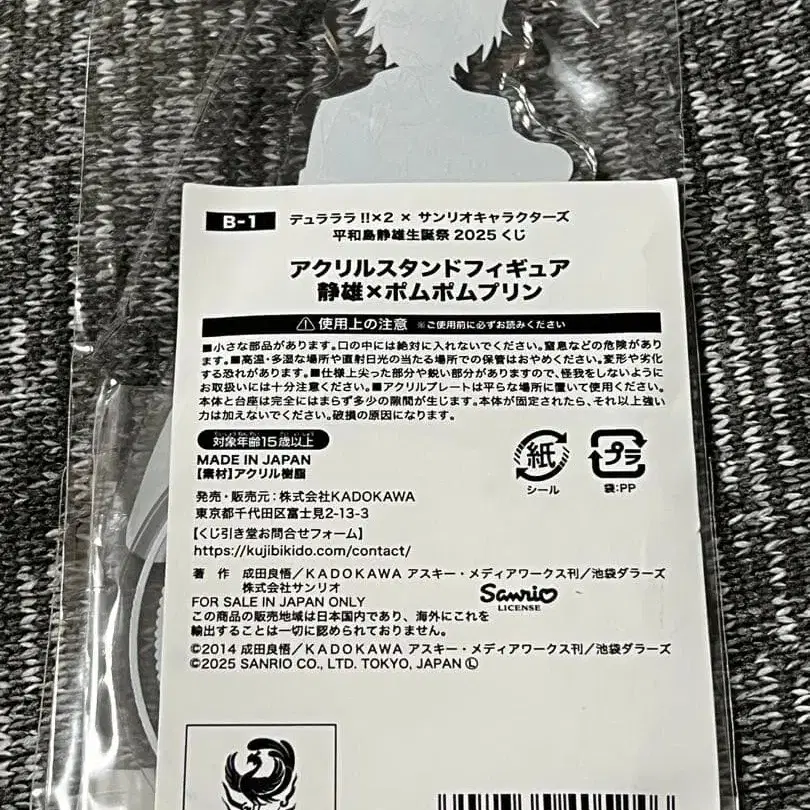 B-1
デュラララ!!×2 × サンリオキャラクターズ
平和島静雄生誕祭 2025 くじ
アクリルスタンドフィギュア
静雄×ポムポムプリン
使用上の注意 ※ご使用前に必ずお読みください
■小さな部品があります。口の中には絶対に入れないでください。窒息などの危険があり
ます。■高温・多湿な場所や直射日光の当たる場所での保管はおやめください。変形や劣化
する恐れがあります。■仕様上尖った部分や鋭い部分がありますので、怪我をしないように
お取扱いには十分注意ください。■アクリルプレートは平らな場所に置いて使用ください。
本体と台座は完全にはまらず多少の隙間が生じます。本体が固定されたら、それ以上強い
力は加えないでください。破損の原因になります。
対象年齢15歳以上
MADE IN JAPAN
【素材】アクリル樹脂
紙
シール
プラ
袋:PP
発売・販売元:株式会社KADOKAWA
東京都千代田区富士見2-13-3
【くじ引き堂お問合せフォーム】
https://kujibikido.com/contact/
著 作 成田良悟/KADOKAWA アスキー・メディアワークス刊/池袋ダラーズ
株式会社サンリオ
Sanrio
LICENSE
FOR SALE IN JAPAN ONLY
この商品の販売地域は日本国内であり、海外にこれを
輸出することは一切に認められておりません。
©2014 成田良悟/KADOKAWA アスキー・メディアワークス刊/池袋ダラーズ
©2025 SANRIO CO., LTD. TOKYO, JAPAN Ⓛ